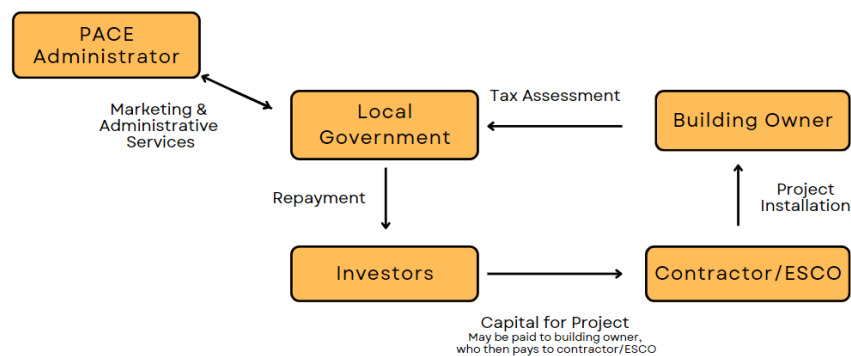 PACE
Administrator
Marketing &
Administrative
Services
Local
Government
Tax Assessment
Building Owner
Repayment
Project
Installation
Investors
Contractor/ESCO
Capital for Project
May be paid to building owner,
who then pays to contractor/ESCO